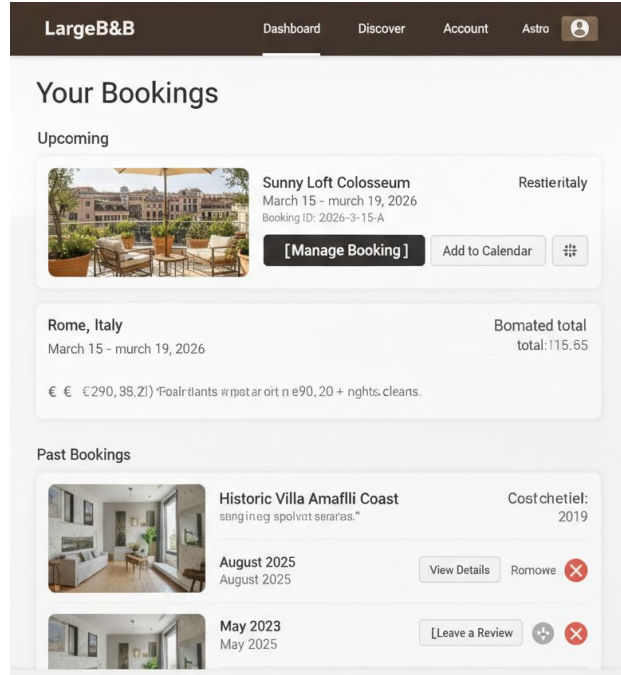 LargeB&B
Dashboard
Discover
Account
Astro
Your Bookings
Upcoming
Sunny Loft Colosseum
Restieritaly
March 15 - murch 19, 2026
Booking ID: 2026-3-15-A
[Manage Booking]
Add to Calendar
Rome, Italy
Bomated total
March 15 - murch 19, 2026
total: 115.65
€ €
Past Bookings
Historic Villa Amaflli Coast
Costchetiel:
2019
August 2025
August 2025
View Details
Romowe
May 2023
May 2025
[Leave a Review